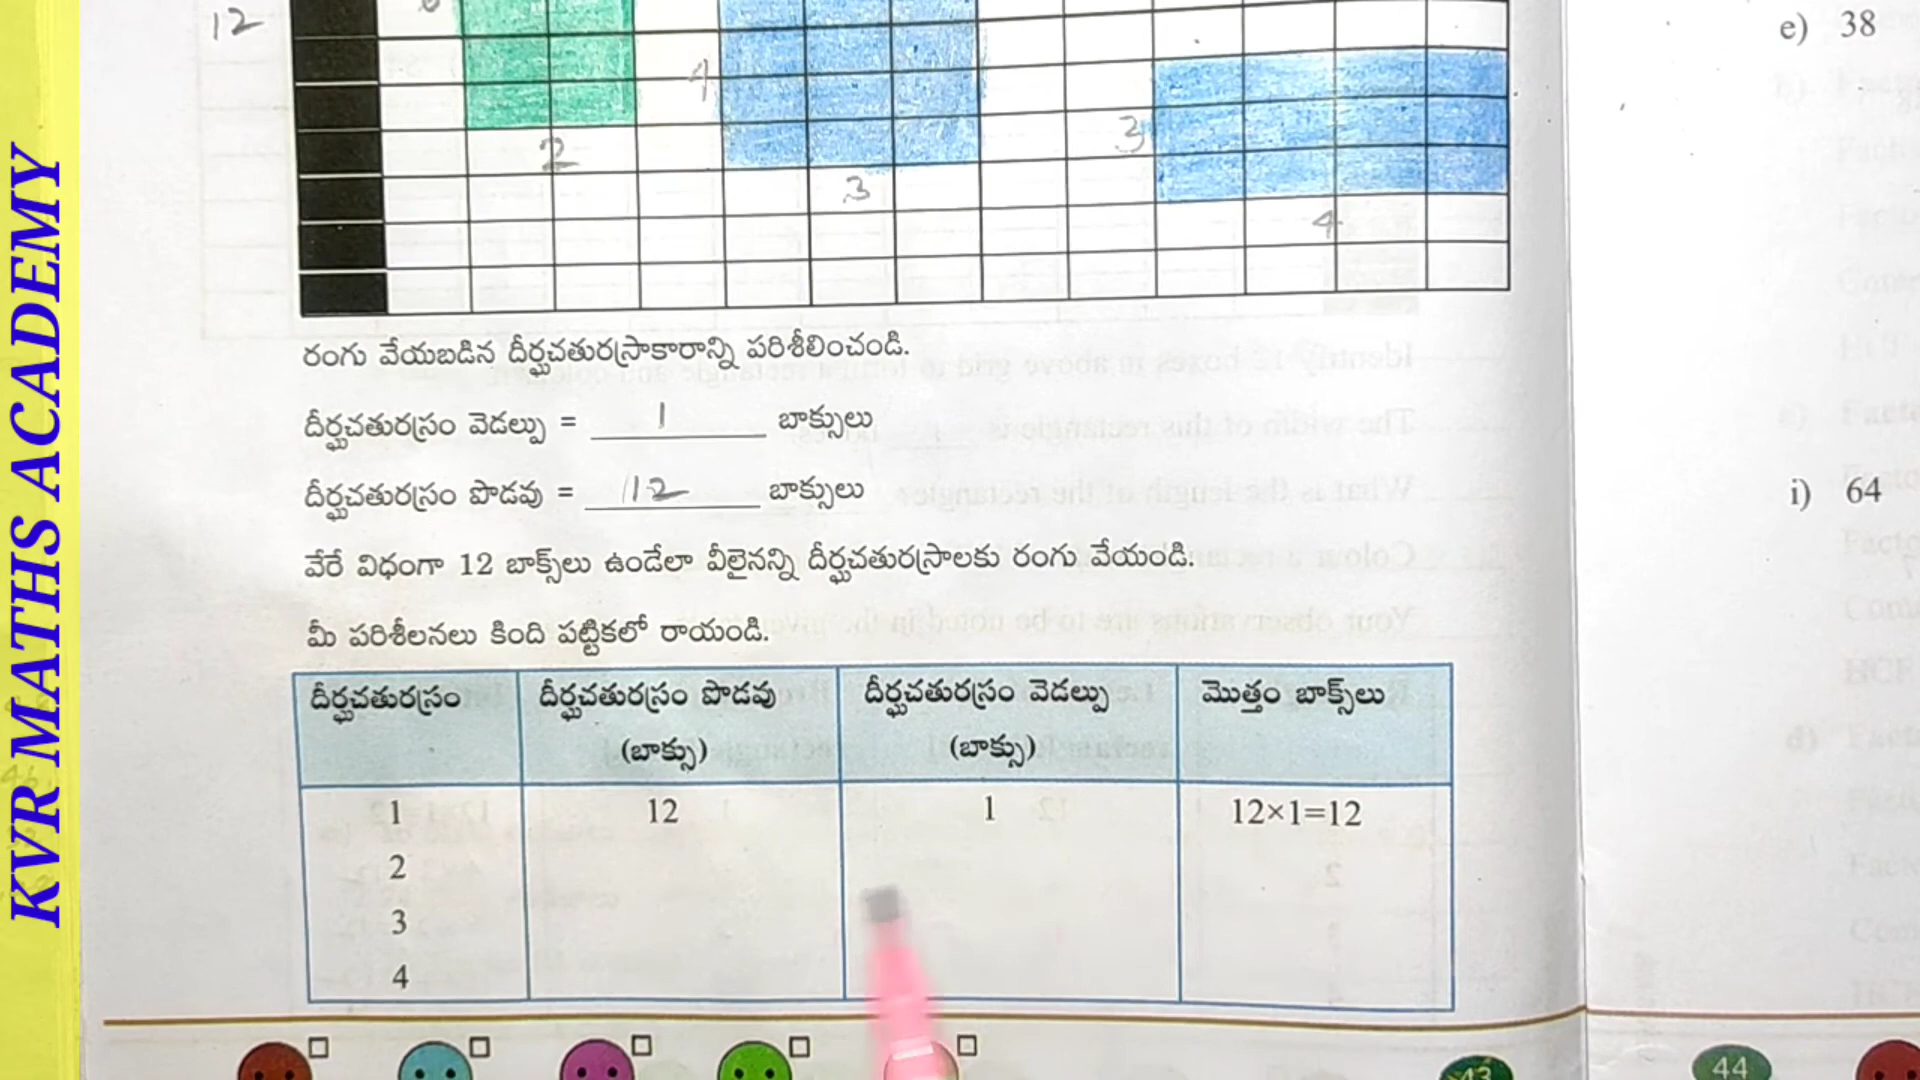 KVR MATHS ACADEMY
12
4
2
3
3
4
రంగు వేయబడిన దీర్ఘచతురస్రాకారాన్ని పరిశీలించండి.
దీర్ఘచతురస్రం వెడల్పు = 1 బాక్సులు
దీర్ఘచతురస్రం పొడవు = 12 బాక్సులు
వేరే విధంగా 12 బాక్స్‌లు ఉండేలా వీలైనన్ని దీర్ఘచతురస్రాలకు రంగు వేయండి.
మీ పరిశీలనలు కింది పట్టికలో రాయండి.
దీర్ఘచతురస్రం దీర్ఘచతురస్రం పొడవు (బాక్సు) దీర్ఘచతురస్రం వెడల్పు (బాక్సు) మొత్తం బాక్స్‌లు
1 12 1 12×1=12
2
3
4
43
e) 38
i) 64
44